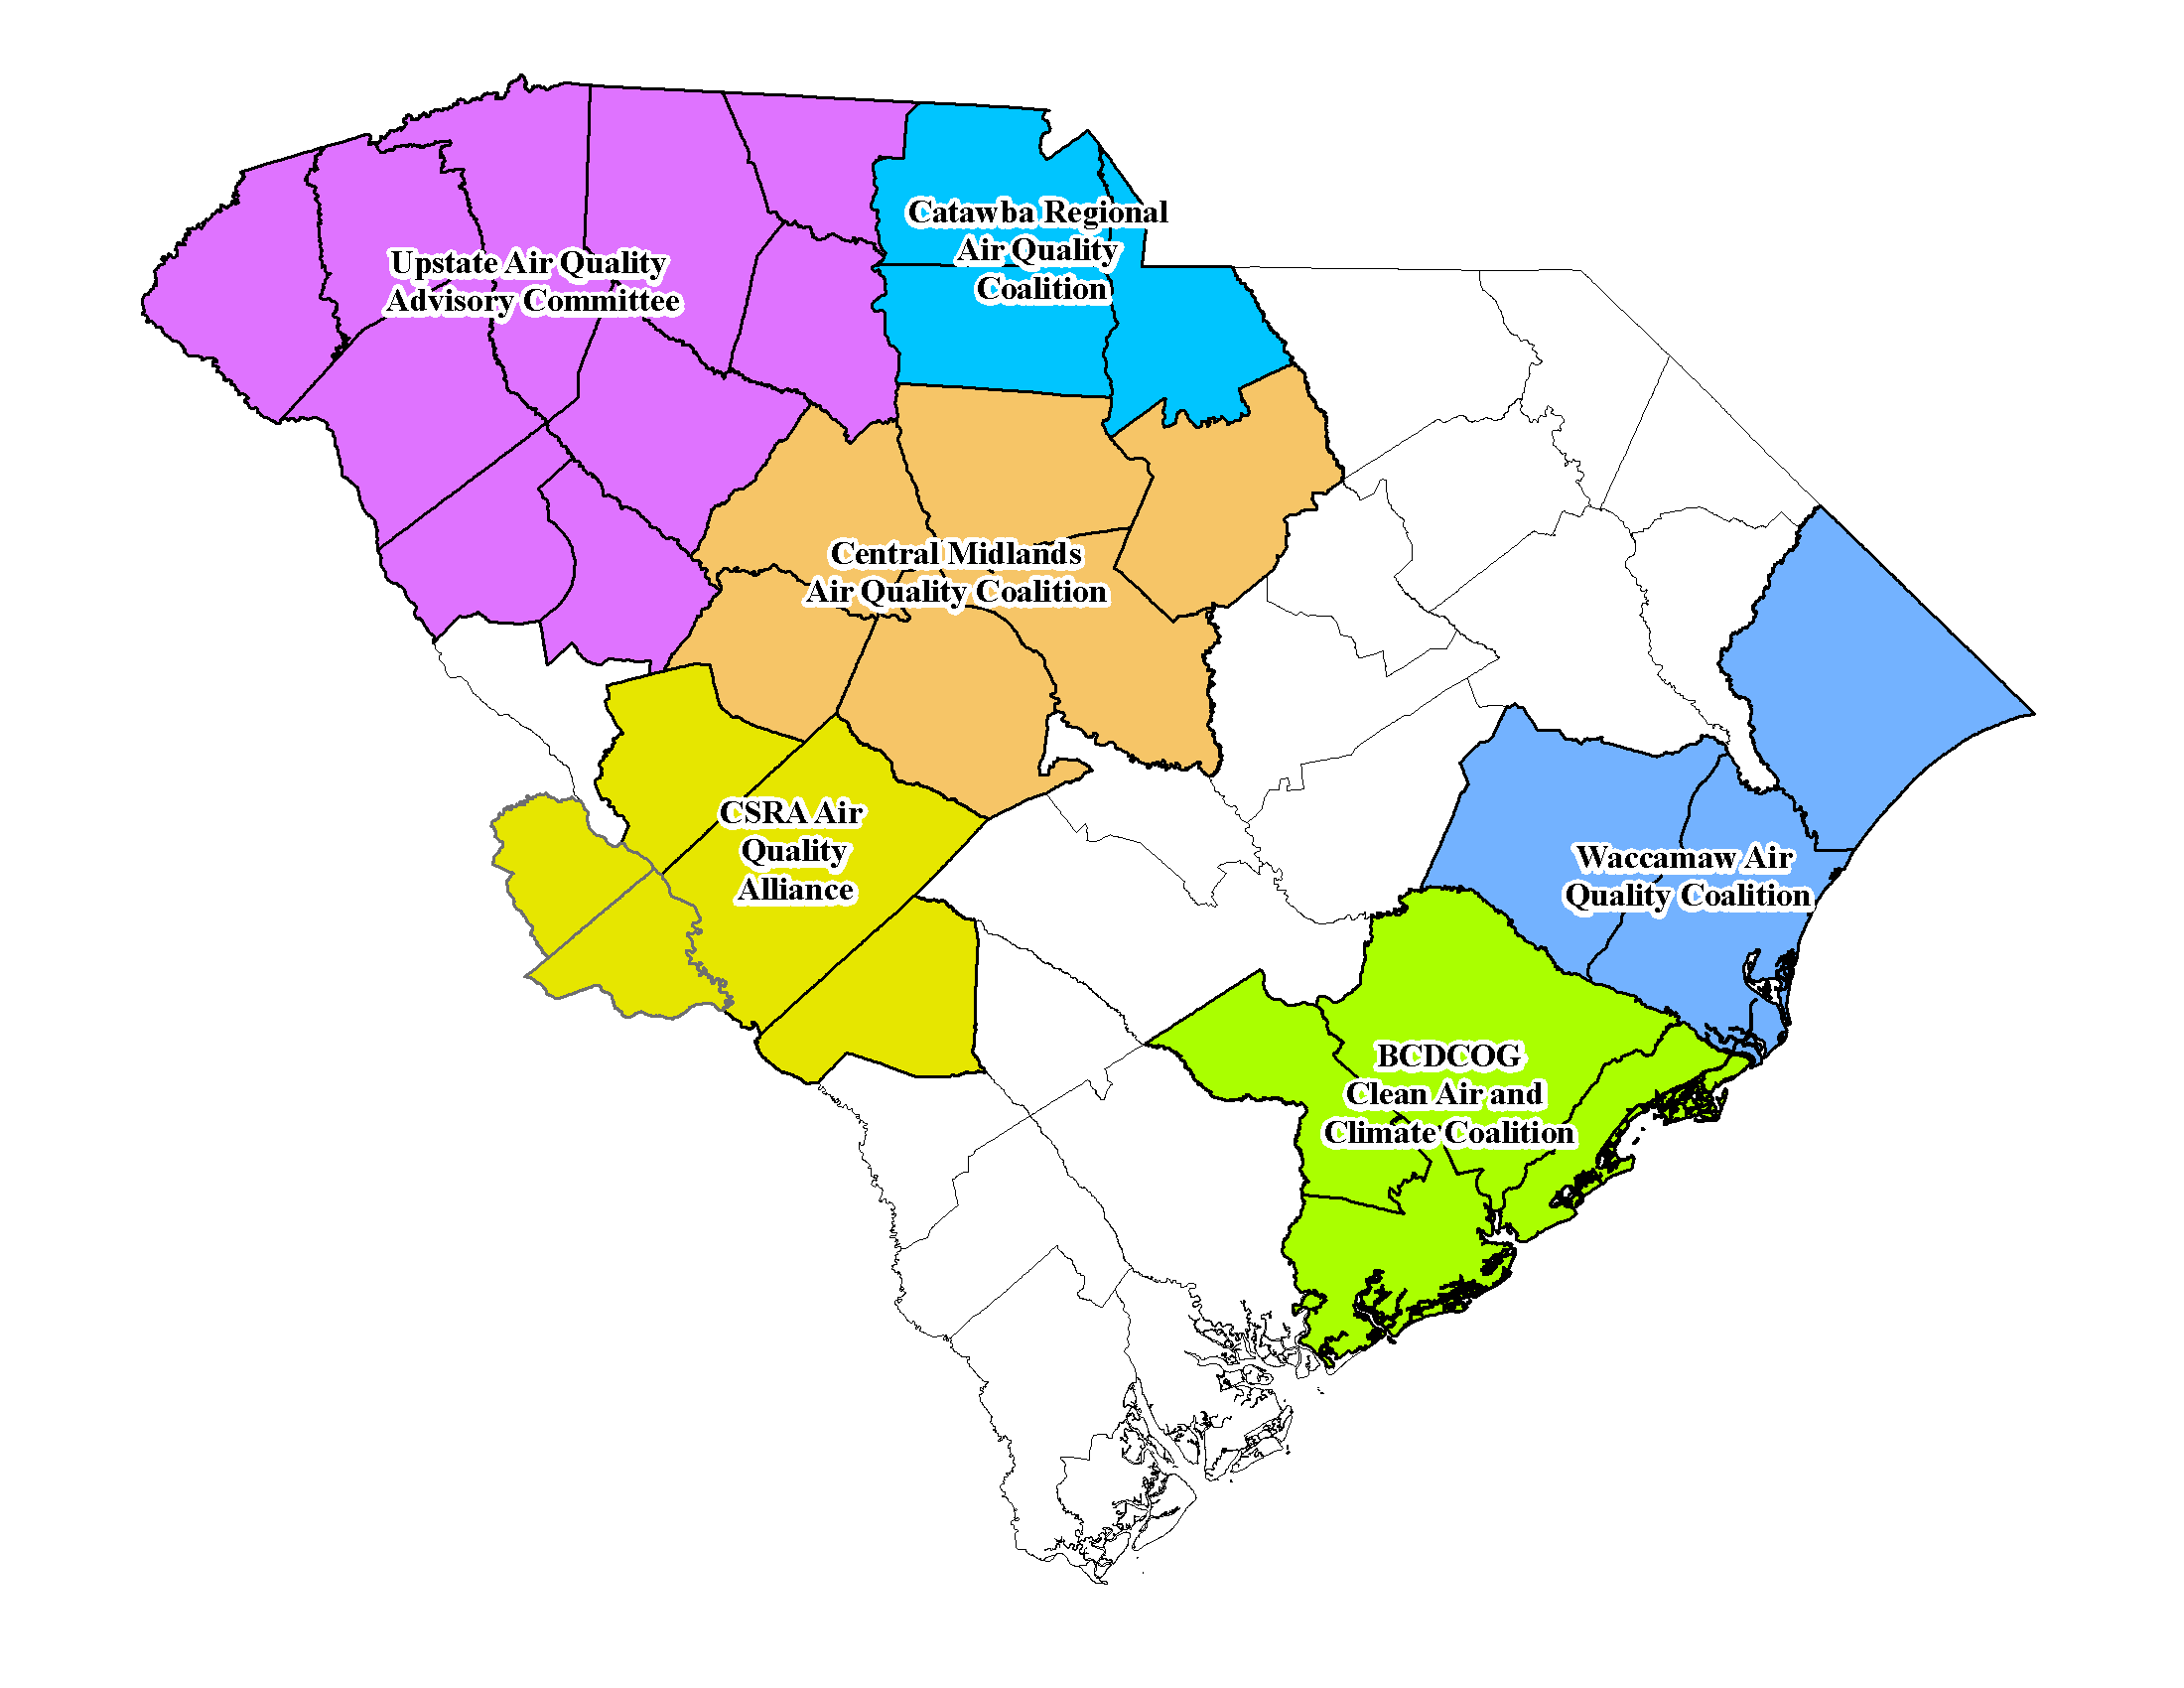 Catawba Regional
Air Quality
Coalition
Upstate Air Quality
Advisory Committee
Central Midlands
Air Quality Coalition
CSRA Air
Quality
Alliance
Waccamaw Air
Quality Coalition
BCDCOG
Clean Air and
Climate Coalition